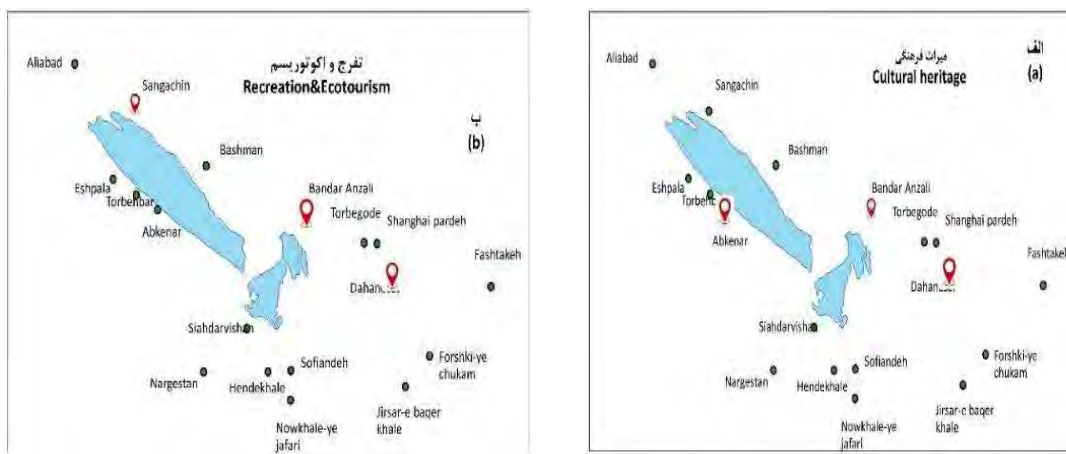 Aliabad
تفرج و اکوتوریسم
Recreation&Ecotourism
Sangachin
ب
(b)
Bashman
Eshpala
Torbehbar
Abkenar
Bandar Anzali
Torbegode
Shanghai pardeh
Fashtakeh
Siahdarvishan
Sofiandeh
Forshki-ye
chukam
Nargestan
Hendekhale
Jirsar-e baqer
khale
Nowkhale-ye
jafari
الف
(a)
میراث فرهنگی
Cultural heritage
Aliabad
Sangachin
Bashman
Eshpala
Abkenar
Bandar Anzali
Torbegode
Shanghai pardeh
Fashtakeh
Siahdarvishan
Sofiandeh
Forshki-ye
chukam
Nargestan
Hendekhale
Jirsar-e baqer
khale
Nowkhale-ye
jafari